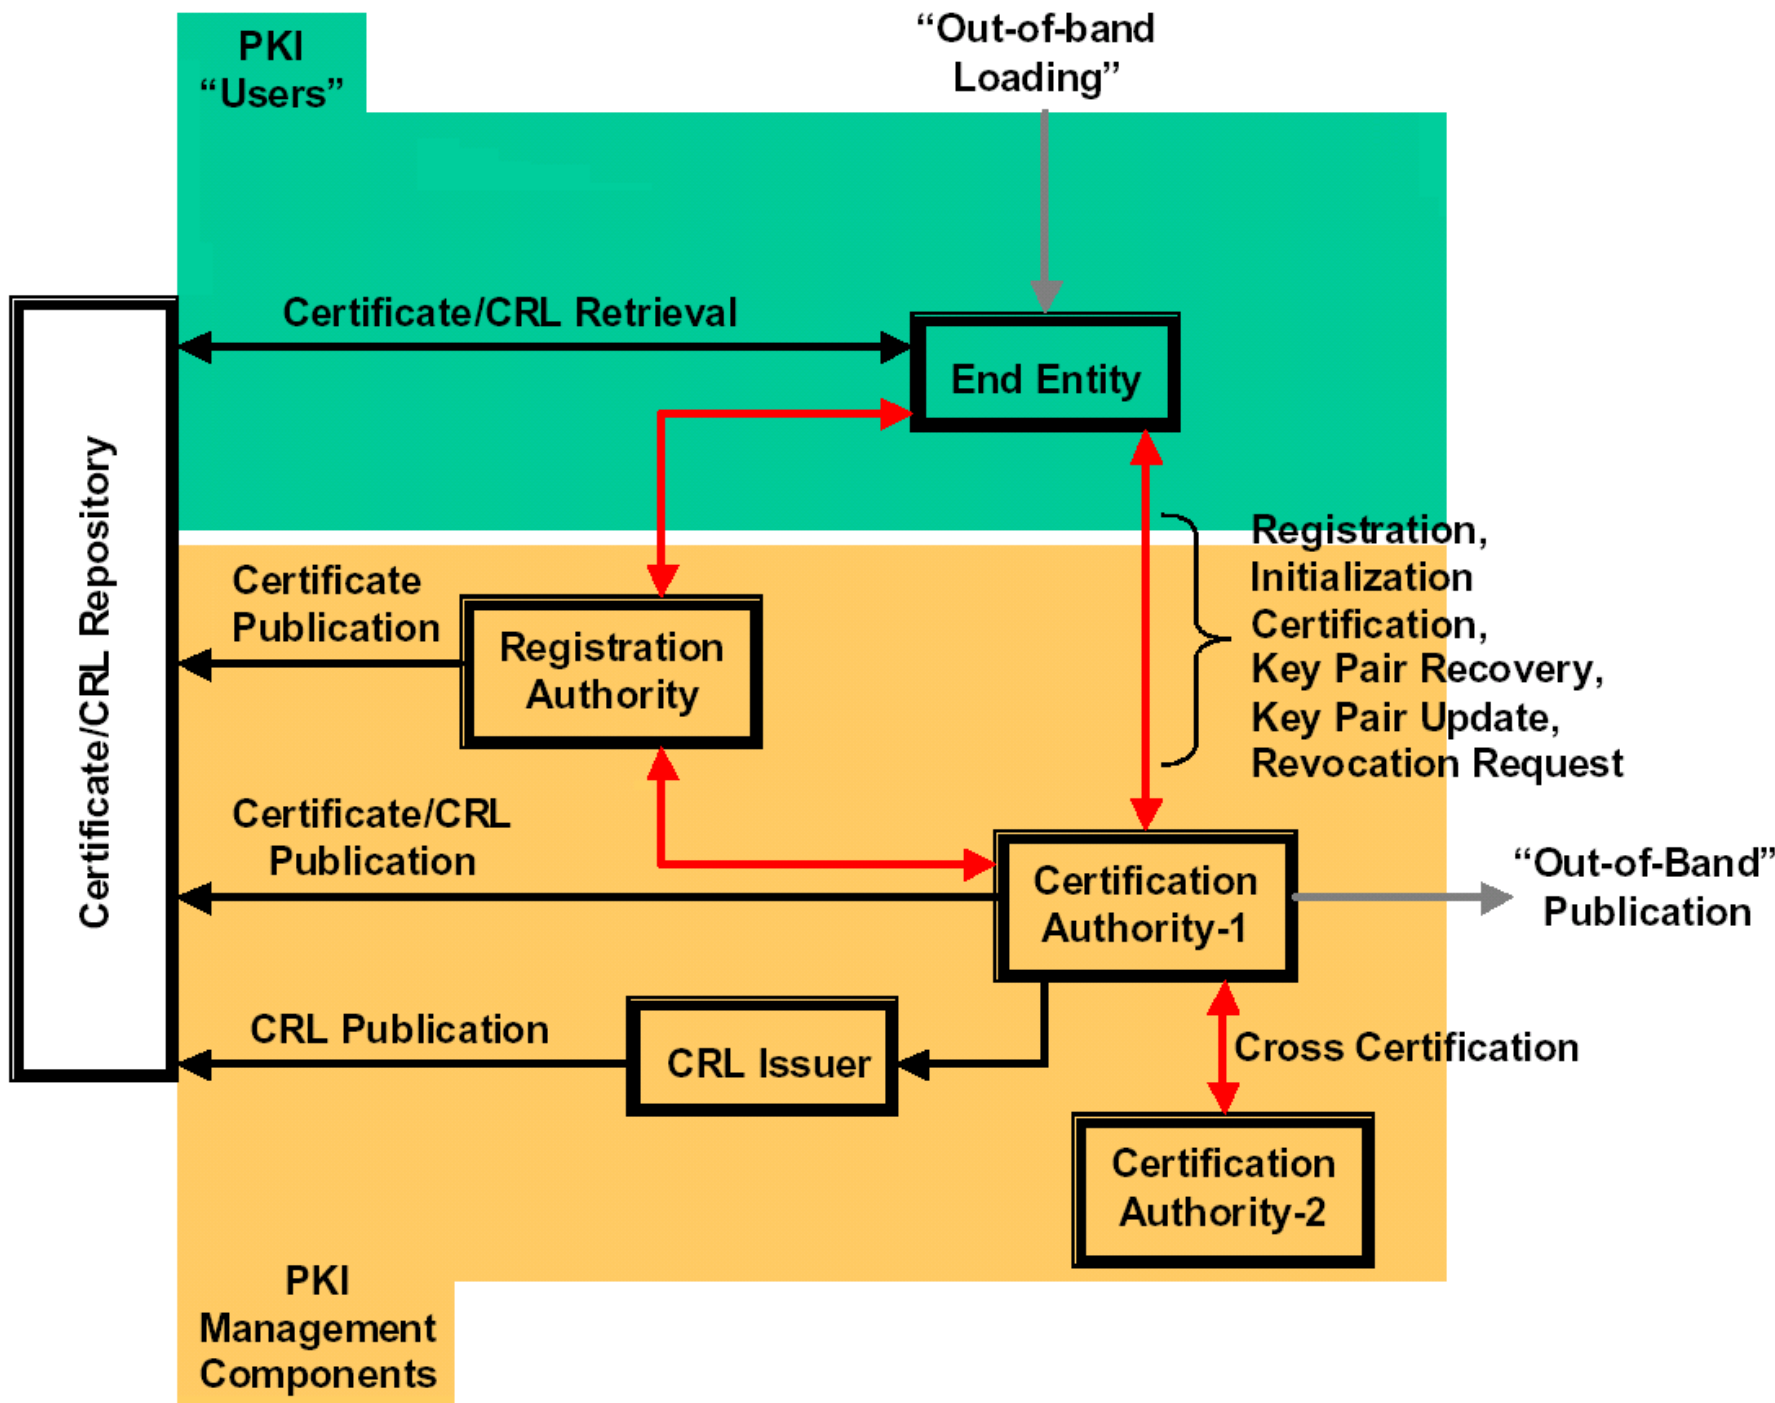 PKI
“Users”
“Out-of-band
Loading”
Certificate/CRL Retrieval
End Entity
Certificate/CRL Repository
Registration,
Initialization
Certification,
Key Pair Recovery,
Key Pair Update,
Revocation Request
Certificate
Publication
Registration
Authority
Certificate/CRL
Publication
Certification
Authority-1
“Out-of-Band”
Publication
CRL Publication
CRL Issuer
Cross Certification
Certification
Authority-2
PKI
Management
Components